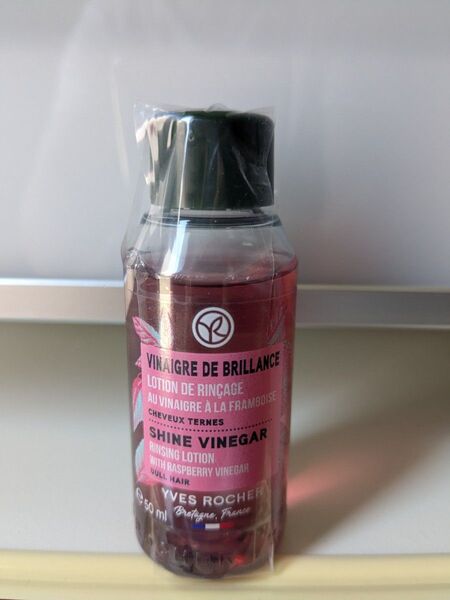 VINAIGRE DE BRILLANCE
LOTION DE RINÇAGE
AU VINAIGRE À LA FRAMBOISE
CHEVEUX TERNES
SHINE VINEGAR
RINSING LOTION
WITH RASPBERRY VINEGAR
DULL HAIR
YVES ROCHER
Bretagne, France
℮ 50 ml